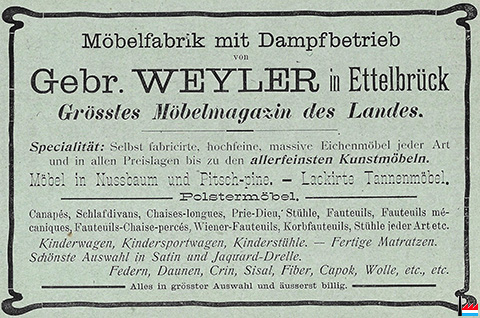 Möbelfabrik mit Dampfbetrieb
von
Gebr. WEYLER in Ettelbrück
Grösstes Möbelmagazin des Landes.
Specialität: Selbst fabricirte, hochfeine, massive Eichenmöbel jeder Art
und in allen Preislagen bis zu den allerfeinsten Kunstmöbeln.
Möbel in Nussbaum und Pitsch-pine. — Lackirte Tannenmöbel.
Polstermöbel.
Canapés, Schlafdivans, Chaises-longues, Prie-Dieu, Stühle, Fauteuils, Fauteuils mé-
caniques, Fauteuils-Chaise-percés, Wiener-Fauteuils, Korbfauteuils, Stühle jeder Art etc.
Kinderwagen, Kindersportwagen, Kinderstühle. — Fertige Matratzen.
Schönste Auswahl in Satin und Jaquard-Drelle.
Federn, Daunen, Crin, Sisal, Fiber, Capok, Wolle, etc., etc.
Alles in grösster Auswahl und äusserst billig.